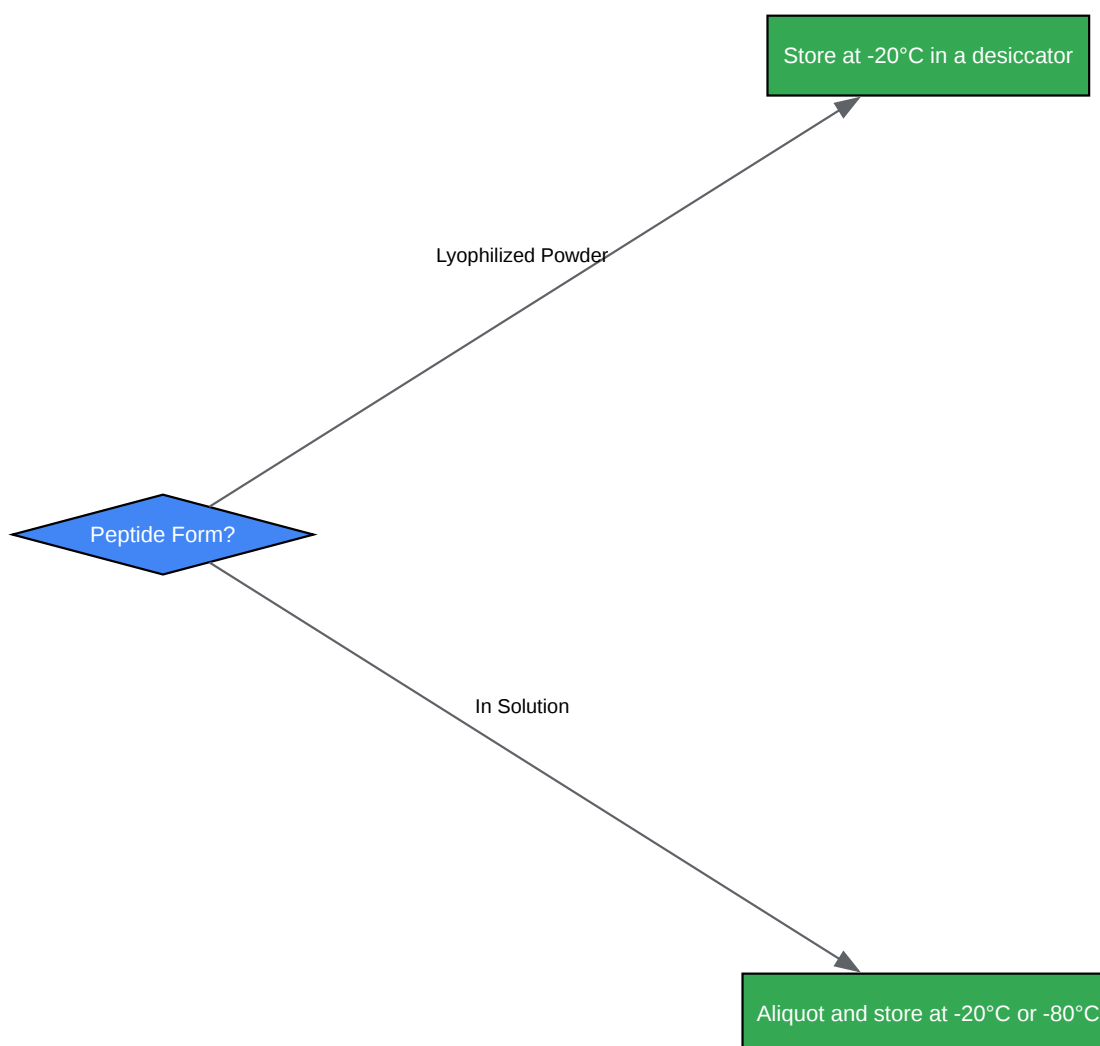 Store at -20°C in a desiccator
Lyophilized Powder
Peptide Form?
In Solution
Aliquot and store at -20°C or -80°C